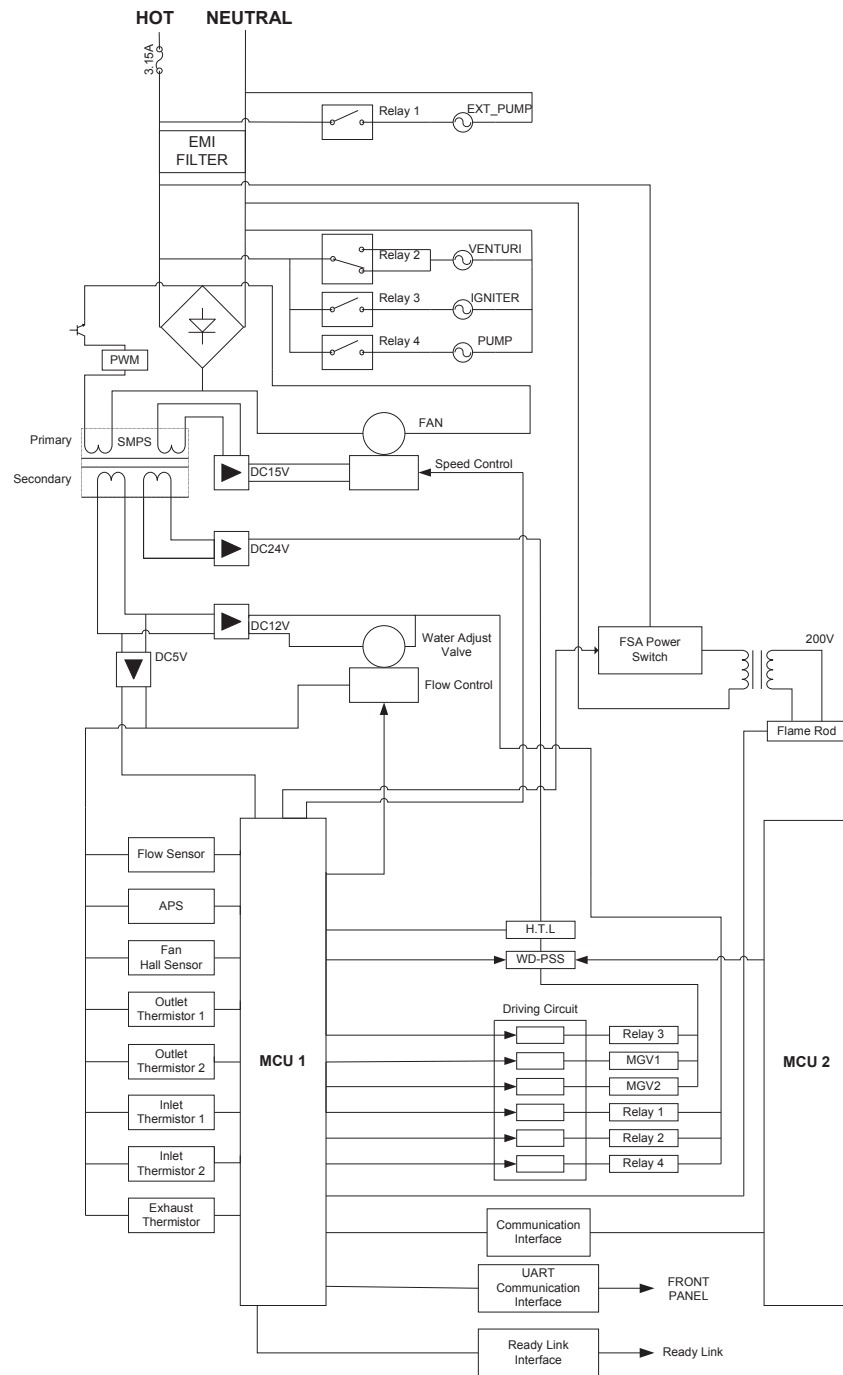 HOT
NEUTRAL
3.15A
Relay 1
EXT_PUMP
EMI
FILTER
Relay 2
VENTURI
Relay 3
IGNITER
Relay 4
PUMP
PWM
FAN
Primary
SMPS
Secondary
DC15V
Speed Control
DC24V
DC12V
Water Adjust
Valve
DC5V
Flow Control
FSA Power
Switch
200V
Flame Rod
Flow Sensor
APS
Fan
Hall Sensor
Outlet
Thermistor 1
Outlet
Thermistor 2
Inlet
Thermistor 1
Inlet
Thermistor 2
Exhaust
Thermistor
MCU 1
H.T.L
WD-PSS
Driving Circuit
Relay 3
MGV1
MGV2
Relay 1
Relay 2
Relay 4
MCU 2
Communication
Interface
UART
Communication
Interface
FRONT
PANEL
Ready Link
Interface
Ready Link